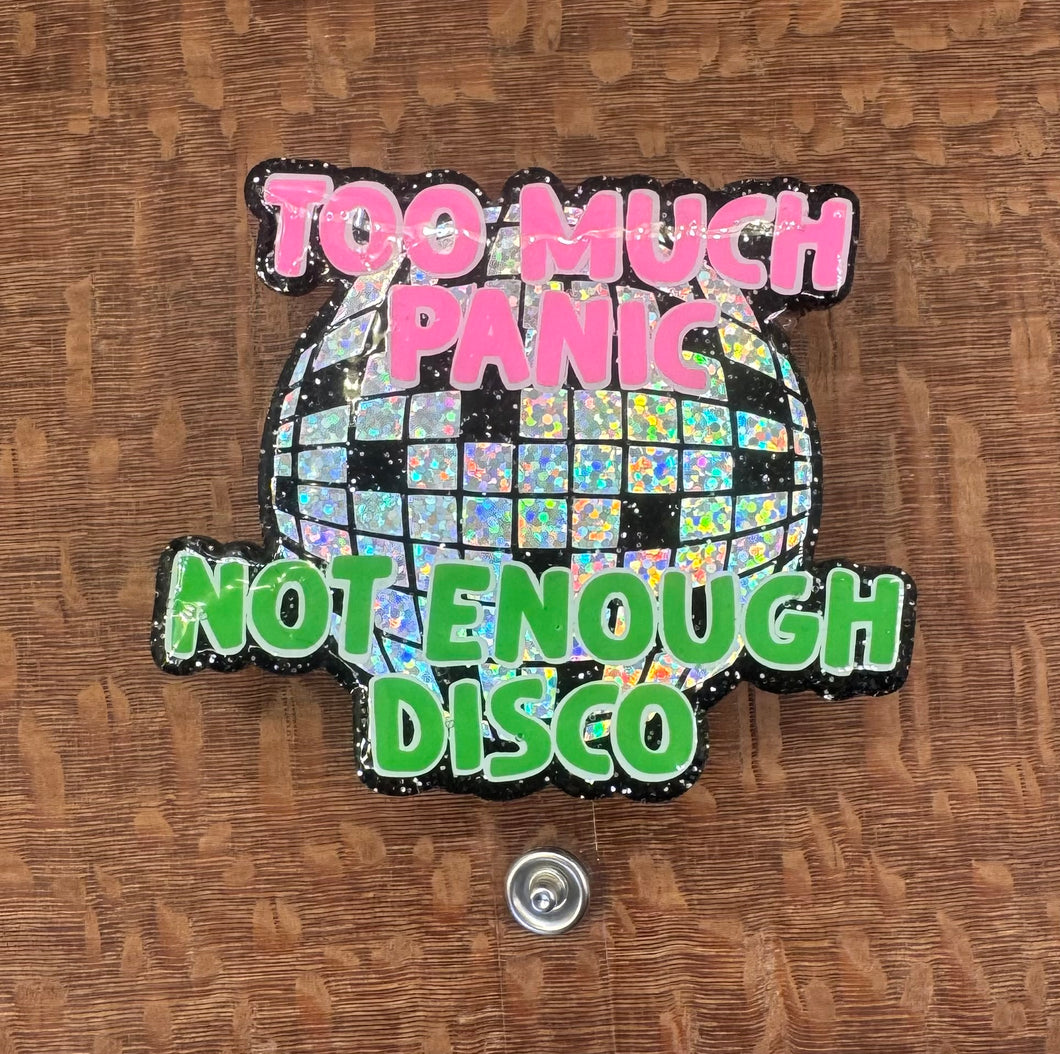 TOO MUCH
PANIC
NOT ENOUGH
DISCO